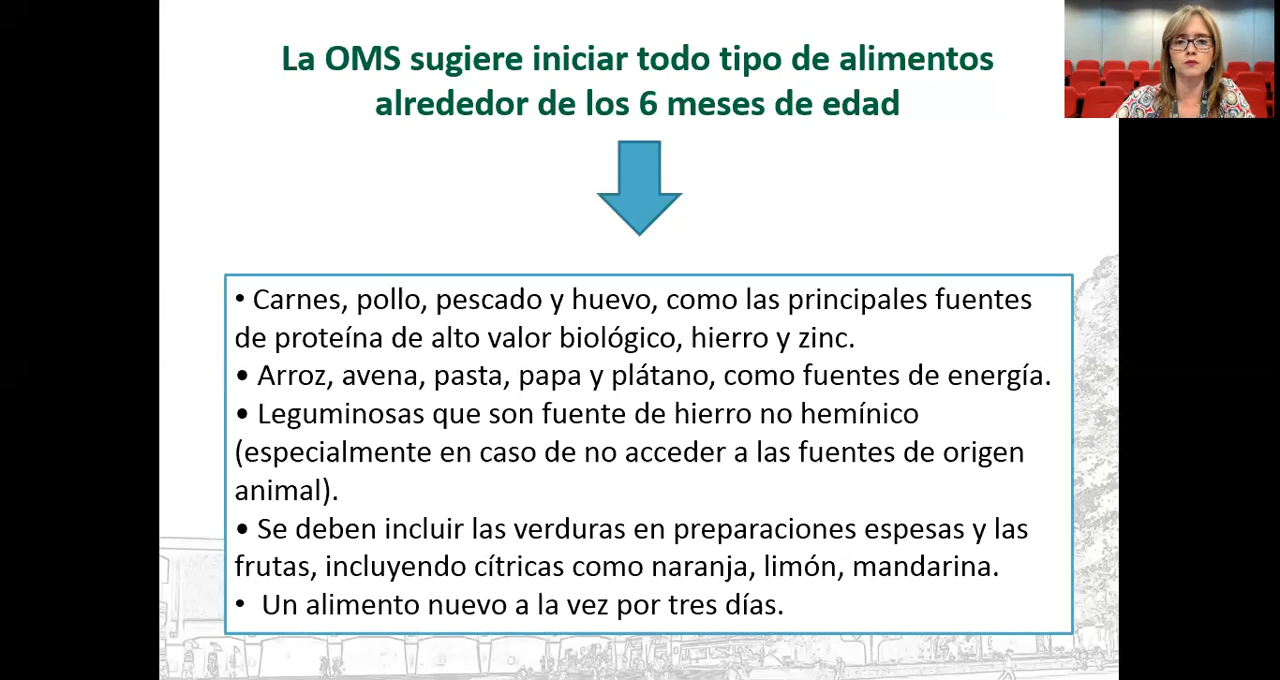 La OMS sugiere iniciar todo tipo de alimentos
alrededor de los 6 meses de edad
• Carnes, pollo, pescado y huevo, como las principales fuentes
de proteína de alto valor biológico, hierro y zinc.
• Arroz, avena, pasta, papa y plátano, como fuentes de energía.
• Leguminosas que son fuente de hierro no hemínico
(especialmente en caso de no acceder a las fuentes de origen
animal).
• Se deben incluir las verduras en preparaciones espesas y las
frutas, incluyendo cítricas como naranja, limón, mandarina.
• Un alimento nuevo a la vez por tres días.